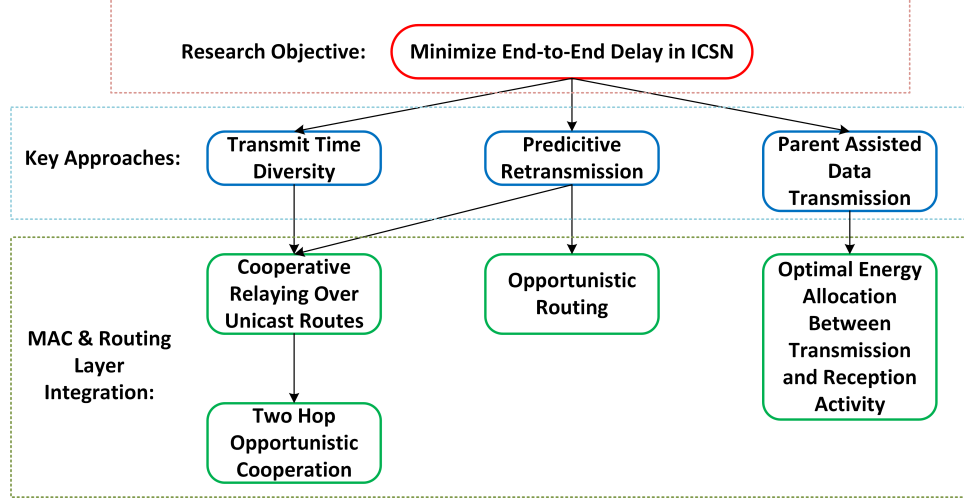 Research Objective:
Minimize End-to-End Delay in ICSN
Key Approaches:
Transmit Time
Diversity
Predicitive
Retransmission
Parent Assisted
Data
Transmission
MAC & Routing
Layer
Integration:
Cooperative
Relaying Over
Unicast Routes
Opportunistic
Routing
Optimal Energy
Allocation
Between
Transmission
and Reception
Activity
Two Hop
Opportunistic
Cooperation